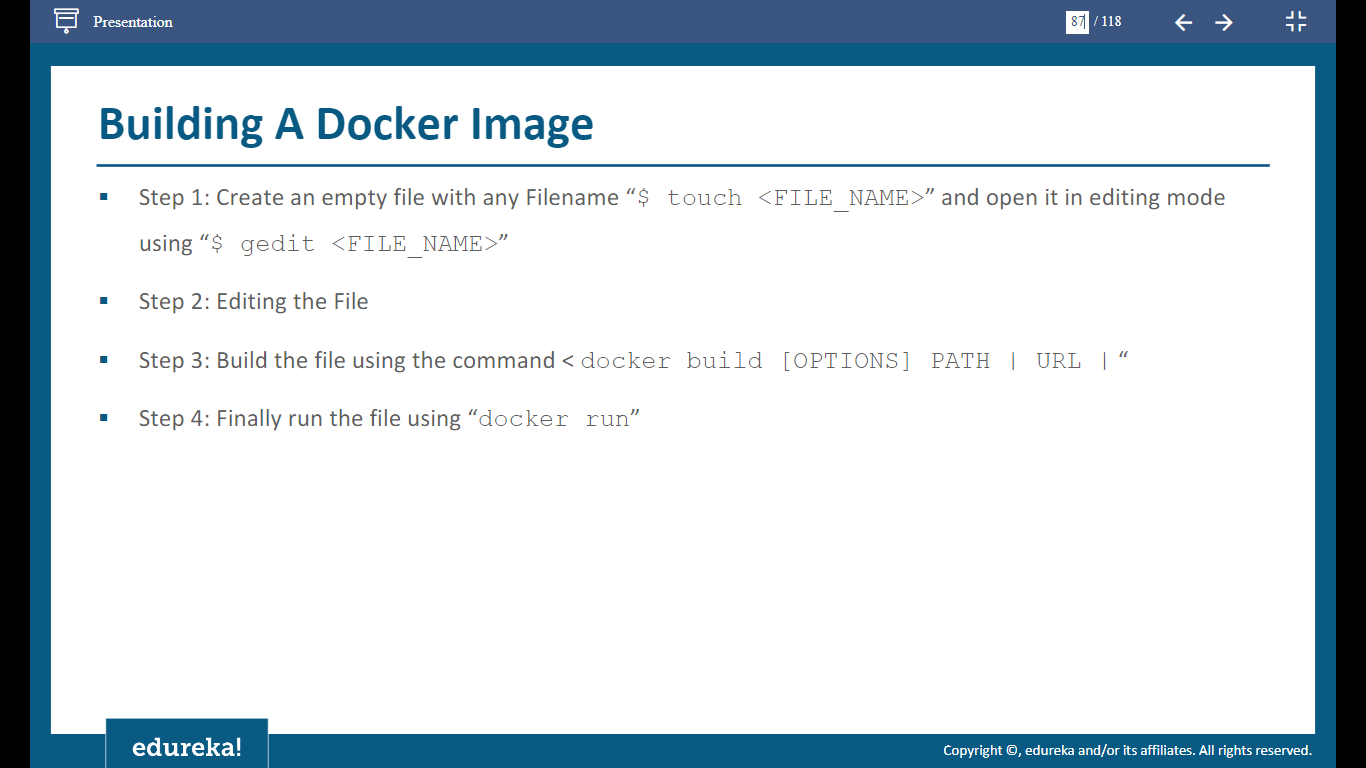 Presentation
87 / 118
Building A Docker Image
▪ Step 1: Create an empty file with any Filename “$ touch <FILE_NAME>” and open it in editing mode
using “$ gedit <FILE_NAME>”
▪ Step 2: Editing the File
▪ Step 3: Build the file using the command < docker build [OPTIONS] PATH | URL | “
▪ Step 4: Finally run the file using “docker run”
edureka!
Copyright ©, edureka and/or its affiliates. All rights reserved.